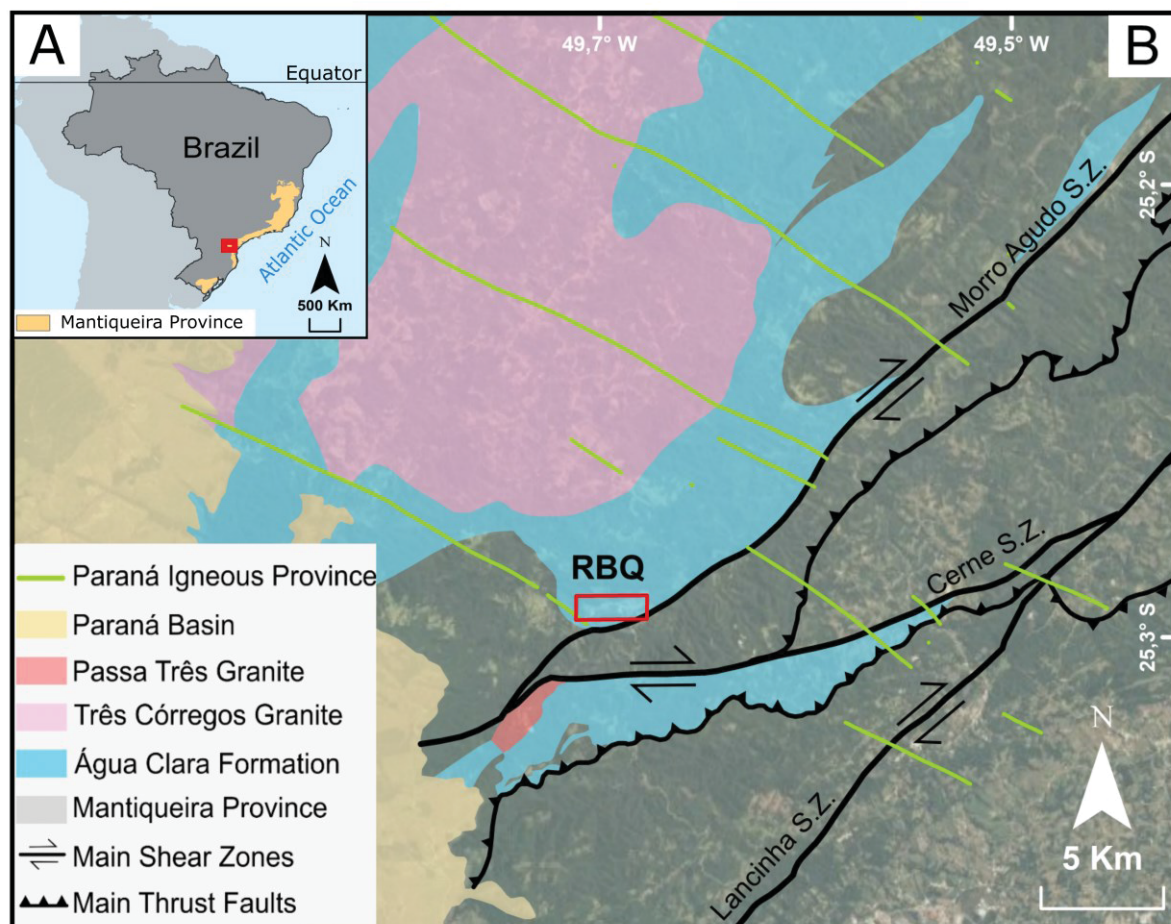 A
Equator
Brazil
Atlantic Ocean
N
500 Km
Mantiqueira Province
B
49,7° W
49,5° W
25,2° S
25,3° S
Morro Agudo S.Z.
RBQ
Cerne S.Z.
Lancinha S.Z.
Paraná Igneous Province
Paraná Basin
Passa Três Granite
Três Córregos Granite
Água Clara Formation
Mantiqueira Province
Main Shear Zones
Main Thrust Faults
N
5 Km